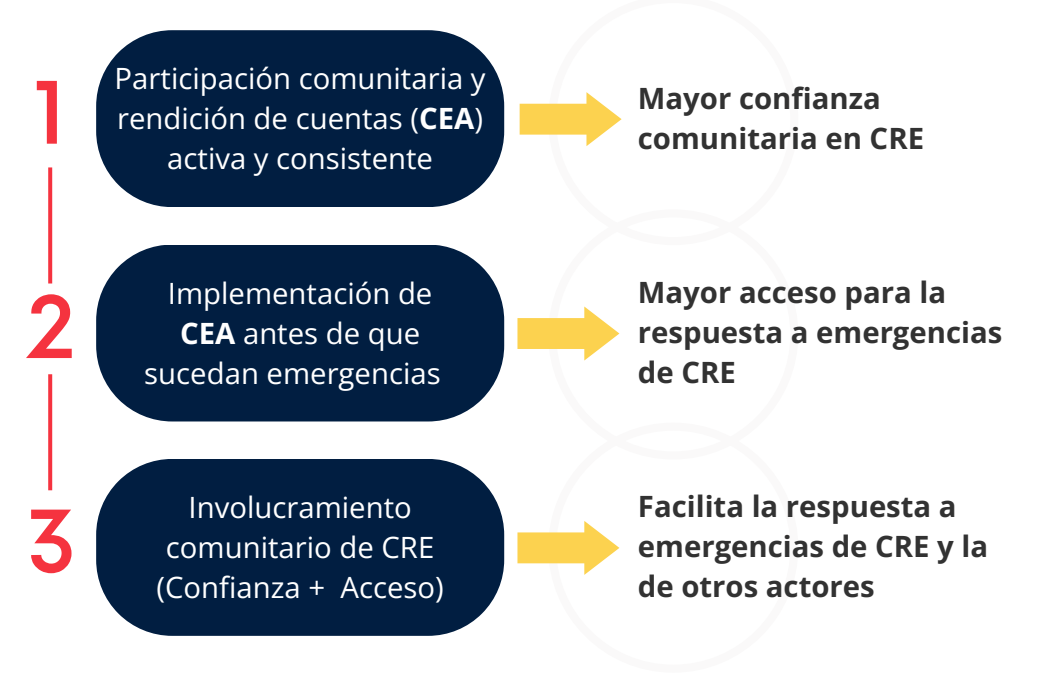 1
Participación comunitaria y
rendición de cuentas (CEA)
activa y consistente
Mayor confianza
comunitaria en CRE
2
Implementación de
CEA antes de que
sucedan emergencias
Mayor acceso para la
respuesta a emergencias
de CRE
3
Involucramiento
comunitario de CRE
(Confianza + Acceso)
Facilita la respuesta a
emergencias de CRE y la
de otros actores